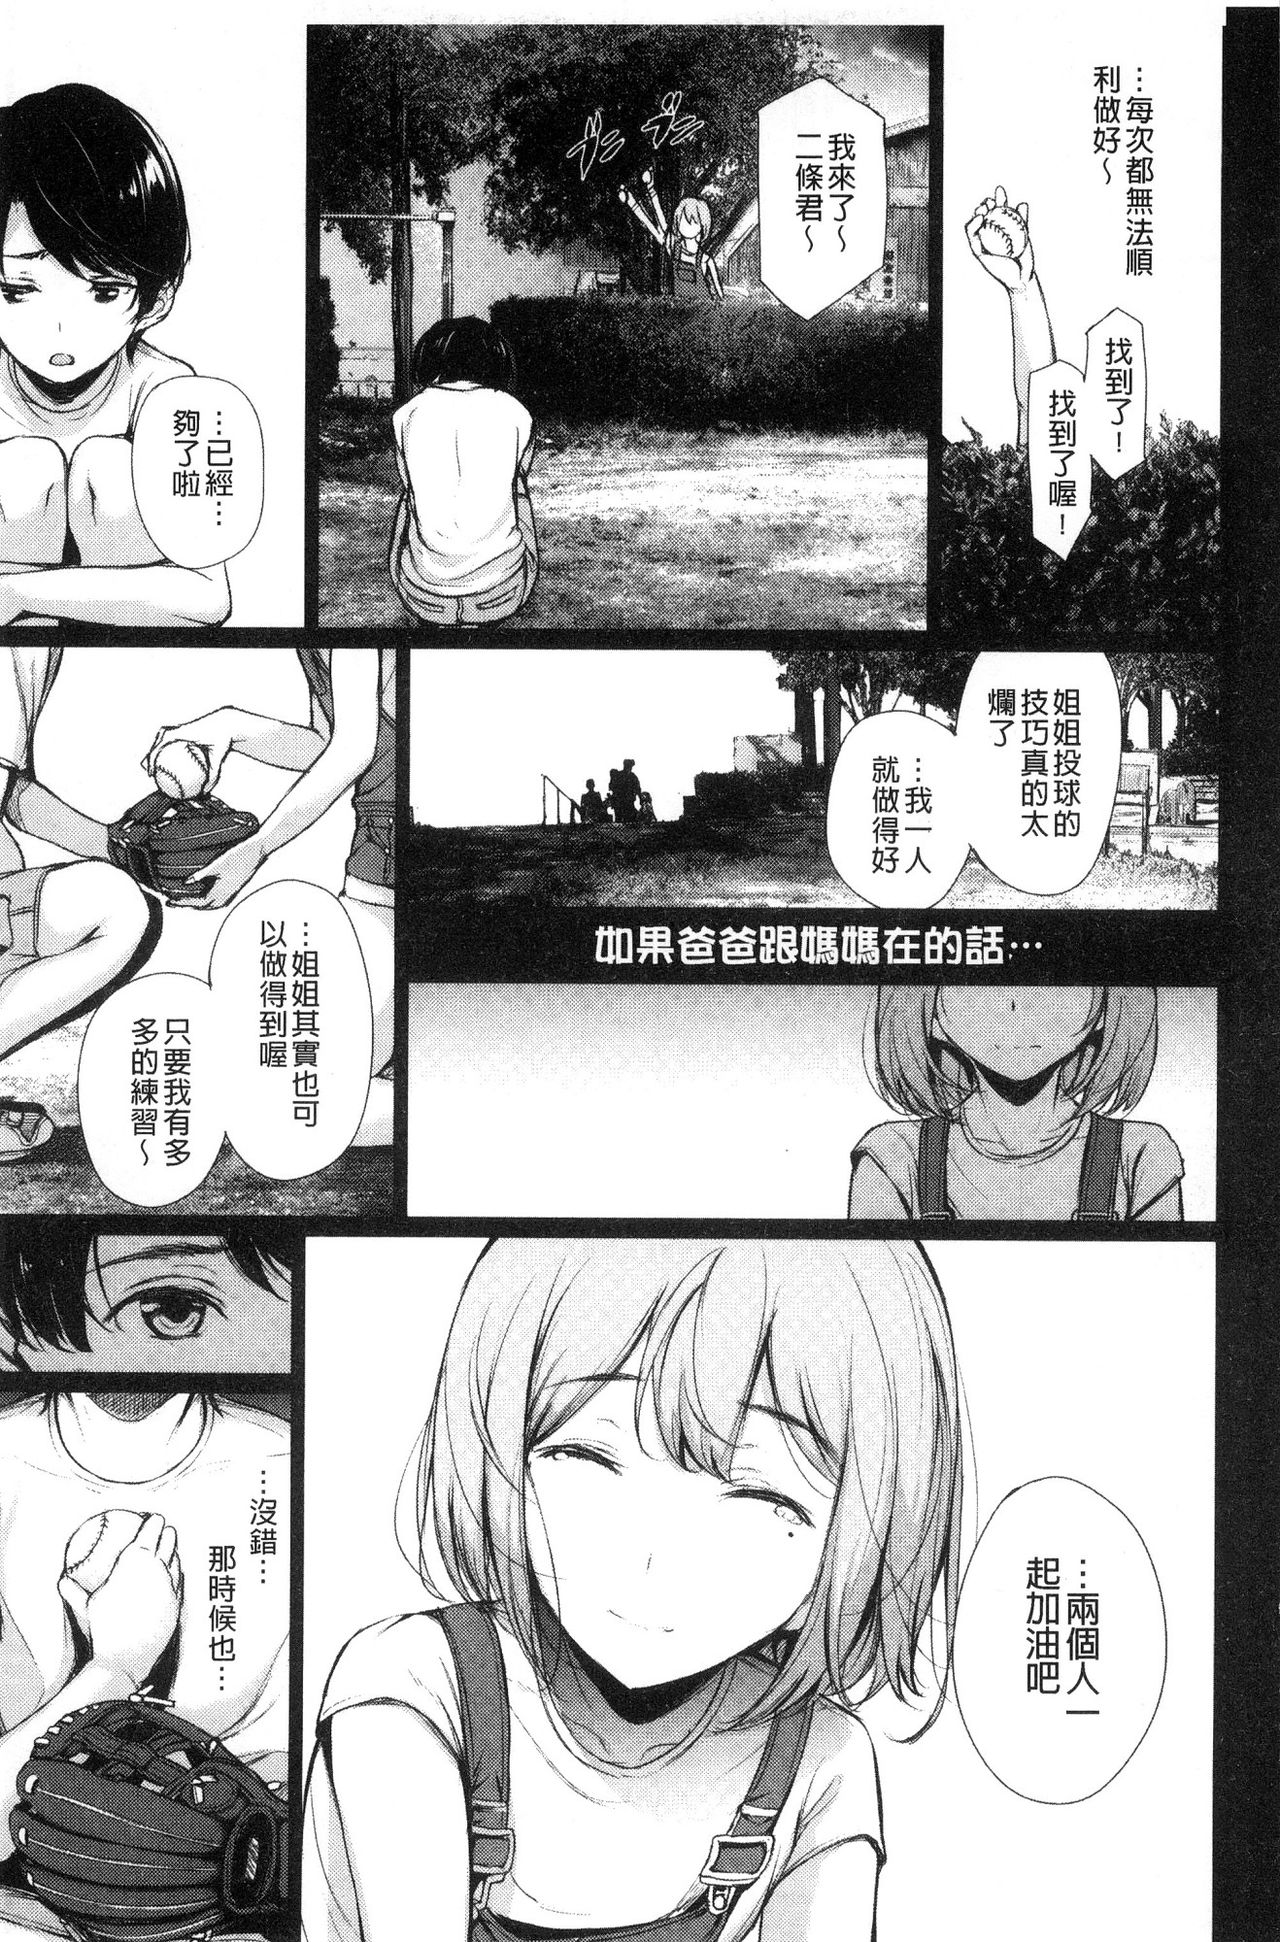 …每次都無法順
利做好～
找到了！
找到了喔！
我來了～
二條君～
ブンブン
…已經…
夠了啦
姐姐投球的
技巧真的太
爛了
…我一人
就做得好
如果爸爸跟媽媽在的話…
…姐姐其實也可
以做得到喔
只要我有多
多的練習～
…兩個人一
起加油吧
…沒錯…
那時候也…